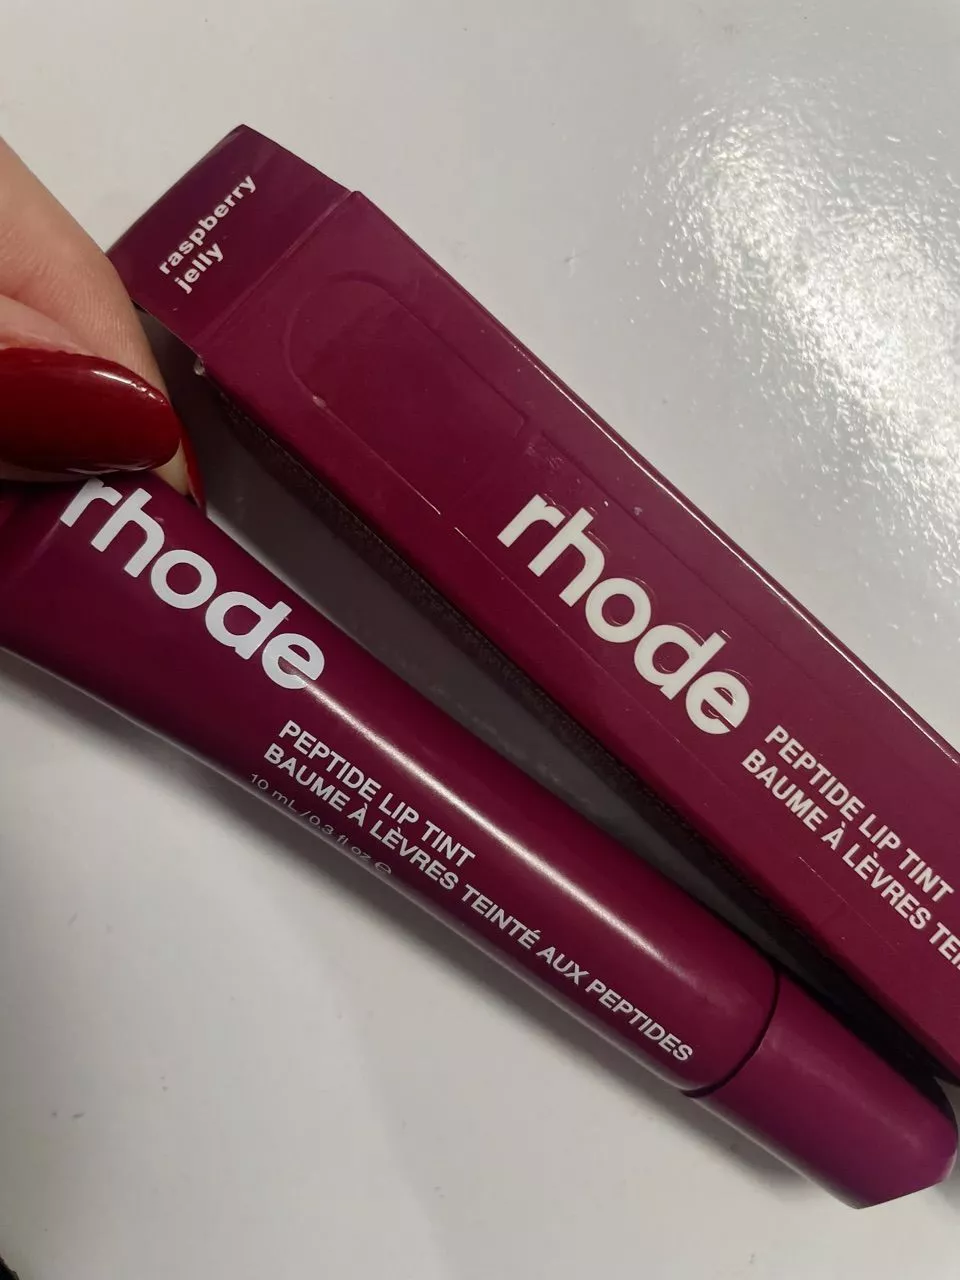 raspberry
jelly
rhode
PEPTIDE LIP TINT
BAUME À LÈVRES
rhode
PEPTIDE LIP TINT
BAUME À LÈVRES TEINTÉ AUX PEPTIDES
10 mL / 0.3 fl oz e